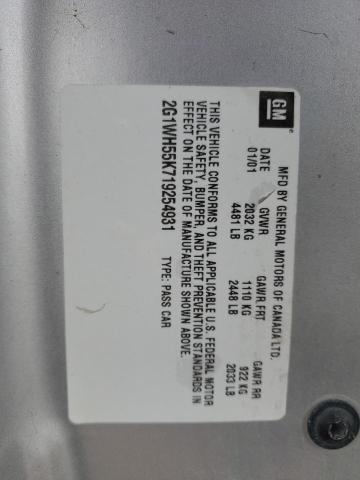 GM
MFD BY GENERAL MOTORS OF CANADA LTD.
DATE GVWR GAWR FRT GAWR RR
01/01 2032 KG 1110 KG 922 KG
4481 LB 2448 LB 2033 LB
THIS VEHICLE CONFORMS TO ALL APPLICABLE U.S. FEDERAL MOTOR
VEHICLE SAFETY, BUMPER, AND THEFT PREVENTION STANDARDS IN
EFFECT ON THE DATE OF MANUFACTURE SHOWN ABOVE.
2G1WH55K719254931 TYPE: PASS CAR